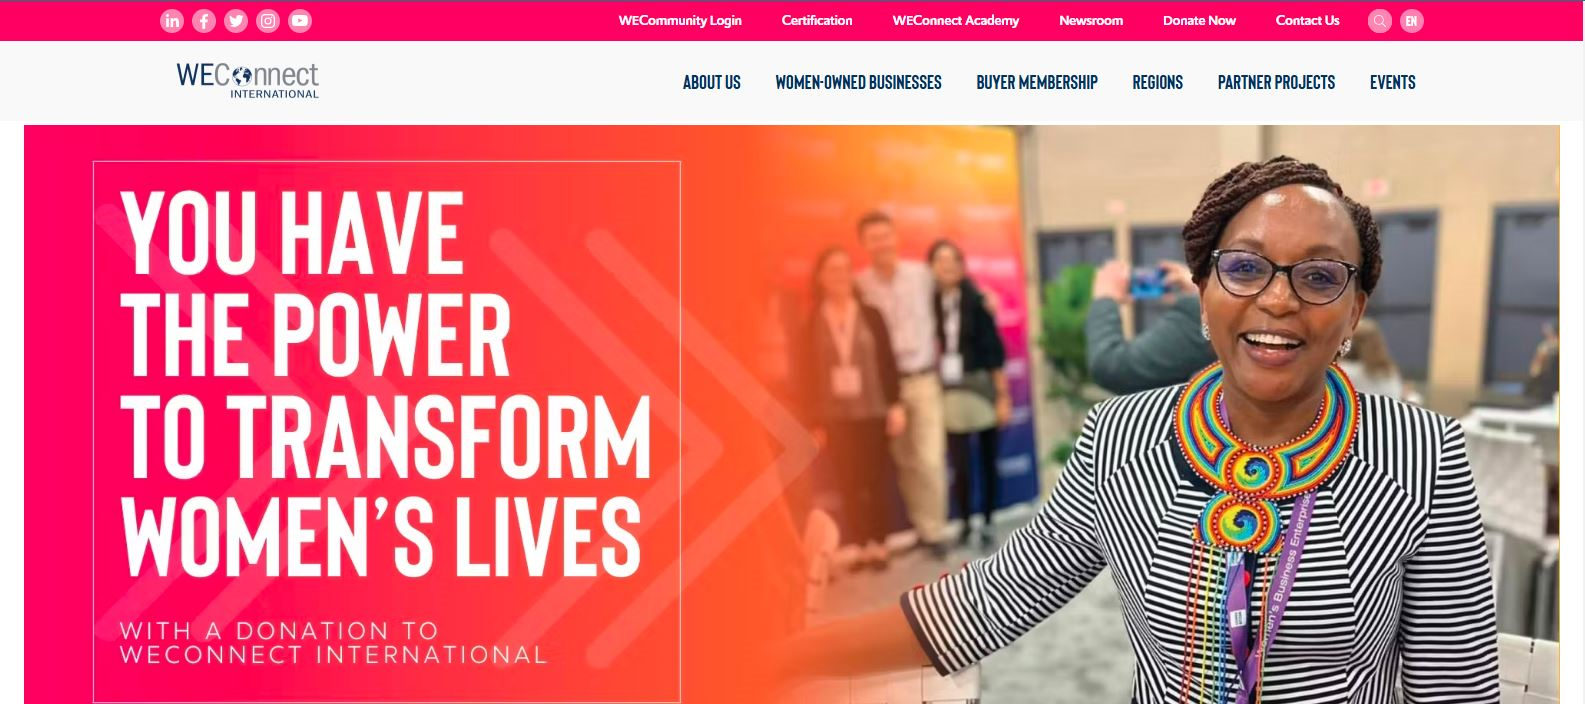 WECommunity Login Certification WEConnect Academy Newsroom Donate Now Contact Us EN
WEConnect
INTERNATIONAL
ABOUT US WOMEN-OWNED BUSINESSES BUYER MEMBERSHIP REGIONS PARTNER PROJECTS EVENTS
YOU HAVE
THE POWER
TO TRANSFORM
WOMEN'S LIVES
WITH A DONATION TO
WECONNECT INTERNATIONAL
Women's Business Enterprise